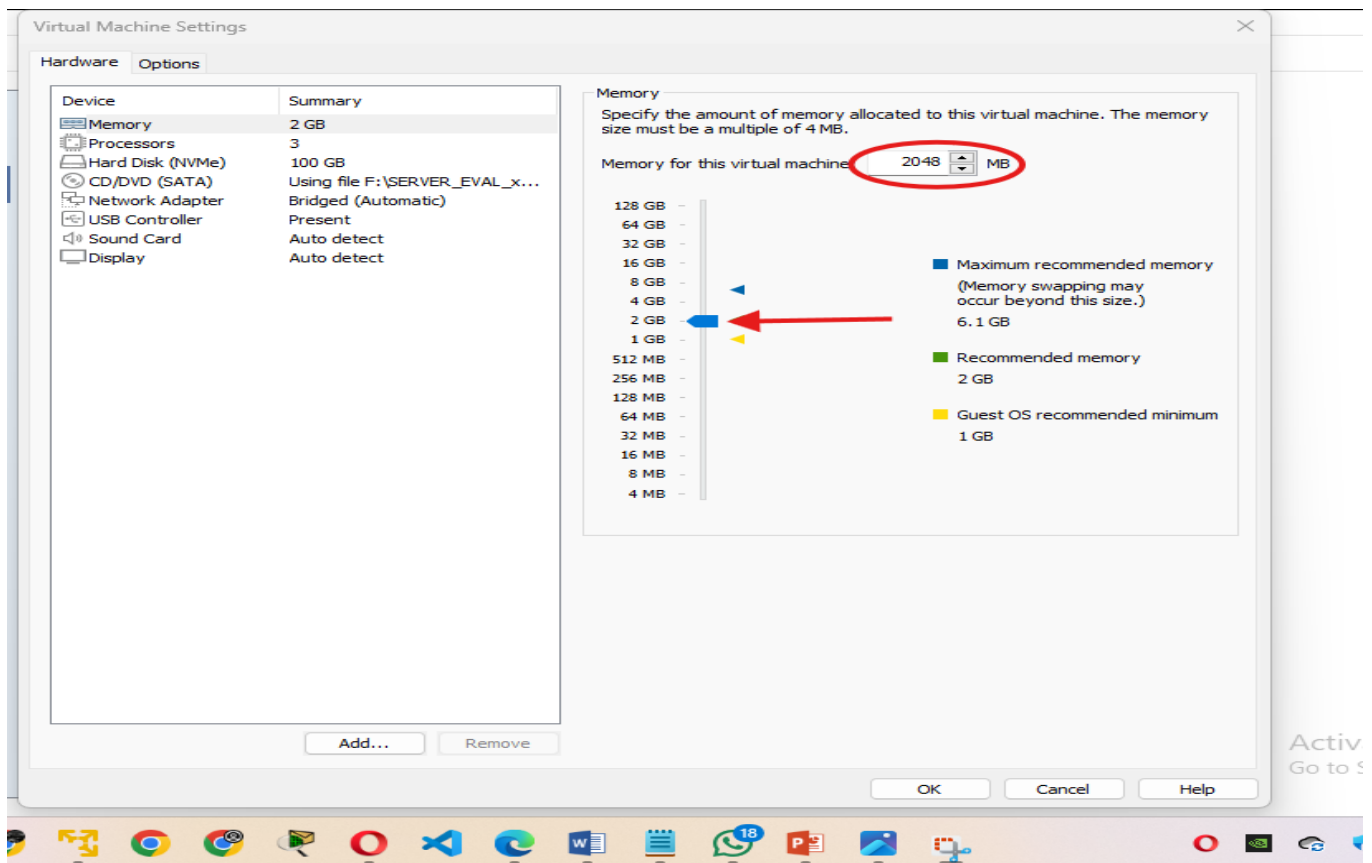 Virtual Machine Settings
Hardware Options
Device Summary
Memory 2 GB
Processors 3
Hard Disk (NVMe) 100 GB
CD/DVD (SATA) Using file F:\SERVER_EVAL_x...
Network Adapter Bridged (Automatic)
USB Controller Present
Sound Card Auto detect
Display Auto detect
Add... Remove
Memory
Specify the amount of memory allocated to this virtual machine. The memory
size must be a multiple of 4 MB.
Memory for this virtual machine 2048 MB
128 GB
64 GB
32 GB
16 GB
8 GB
4 GB
2 GB
1 GB
512 MB
256 MB
128 MB
64 MB
32 MB
16 MB
8 MB
4 MB
Maximum recommended memory
(Memory swapping may
occur beyond this size.)
6.1 GB
Recommended memory
2 GB
Guest OS recommended minimum
1 GB
OK Cancel Help
Activ
Go to S
18